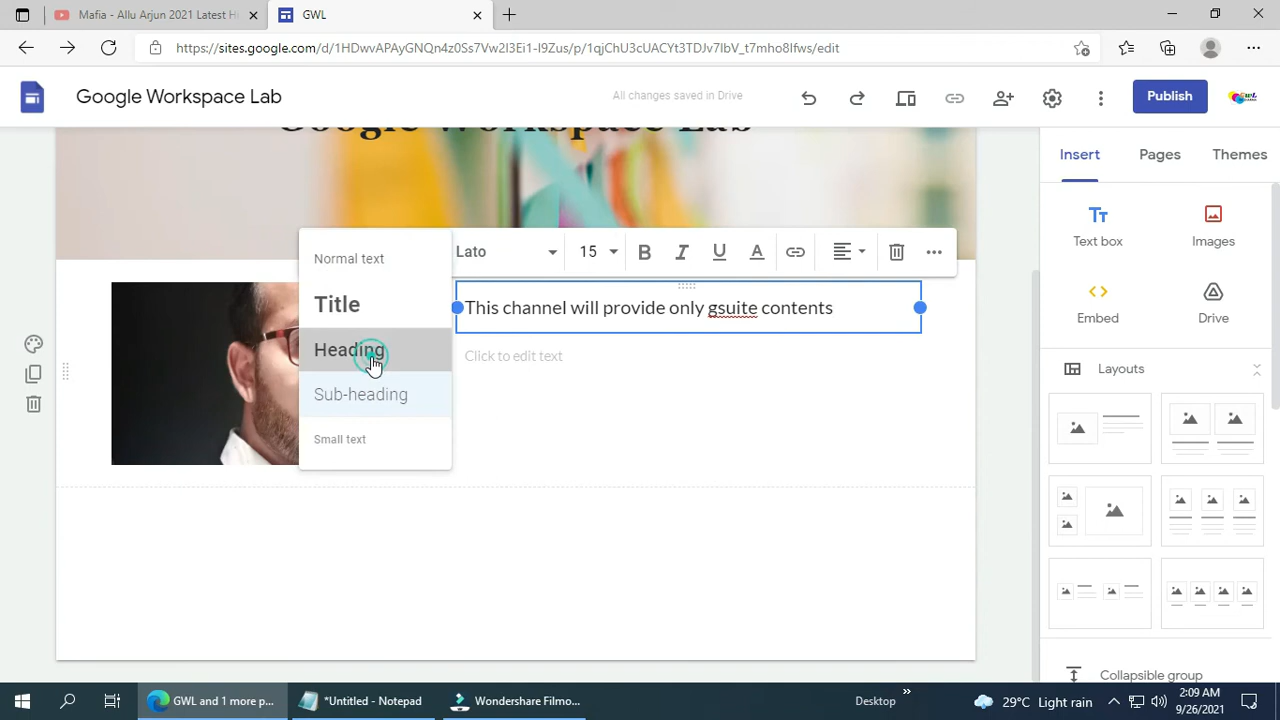 Mafia - Allu Arjun 2021 Latest H
GWL
https://sites.google.com/d/1HDwvAPAyGNQn4z0Ss7Vw2I3Ei1-I9Zus/p/1qjChU3cUACYt3TDJv7IbV_t7mho8Ifws/edit
Google Workspace Lab
All changes saved in Drive
Publish
Google Workspace Lab
Insert
Pages
Themes
Text box
Images
Embed
Drive
Layouts
Collapsible group
Normal text
Title
Heading
Sub-heading
Small text
Lato
15
B
I
U
A
This channel will provide only gsuite contents
Click to edit text
GWL and 1 more p...
*Untitled - Notepad
Wondershare Filmo...
Desktop
29°C Light rain
2:09 AM
9/26/2021